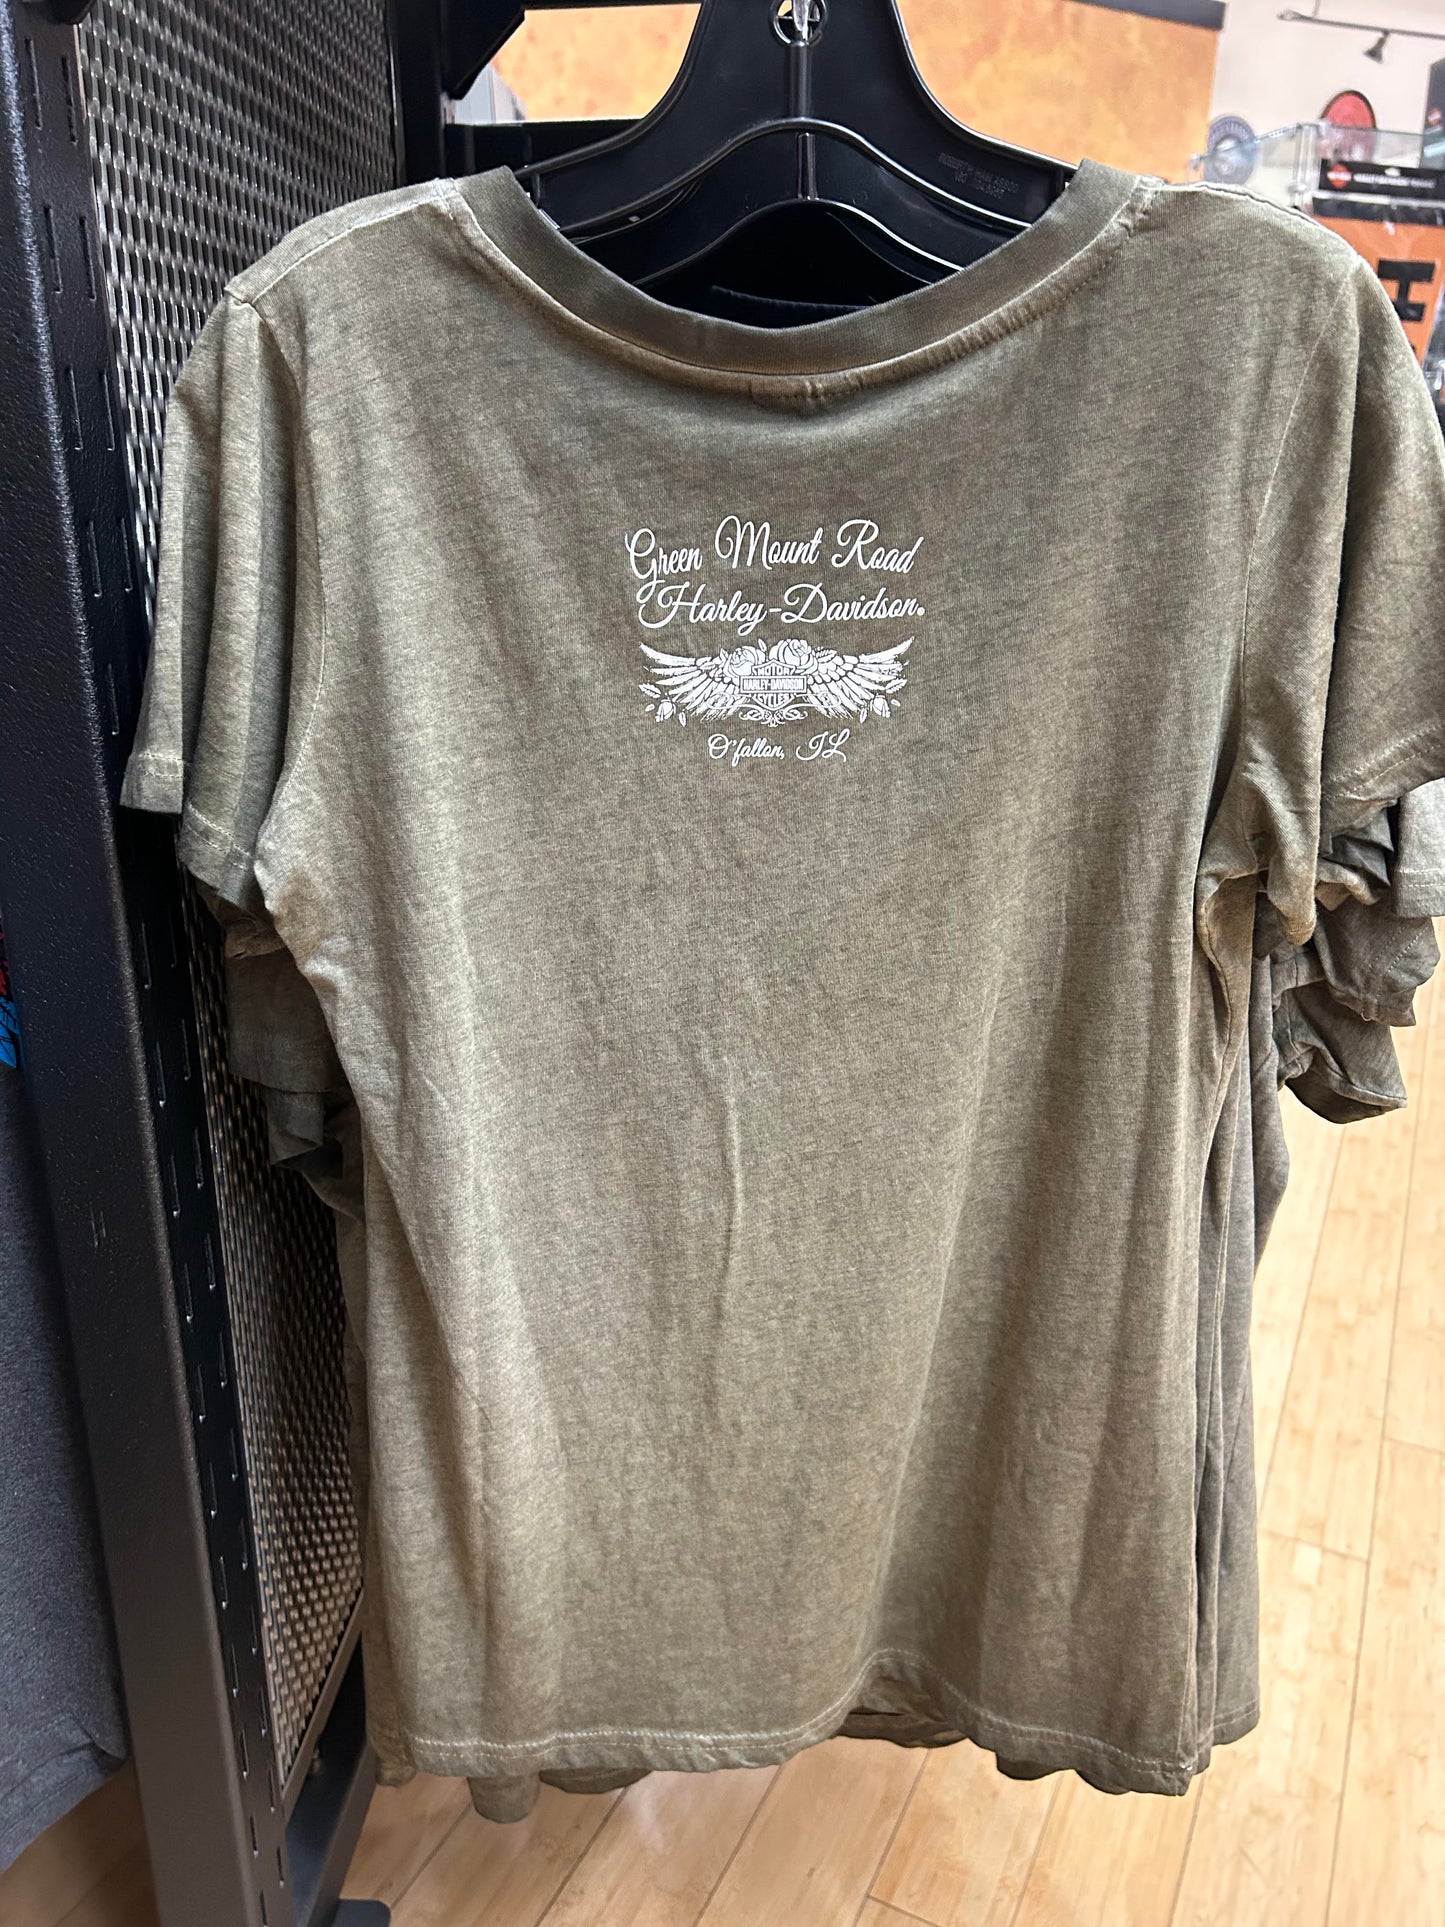 Green Mount Road
Harley-Davidson.
MOTOR
HARLEY-DAVIDSON
CYCLES
O'fallon, IL
H